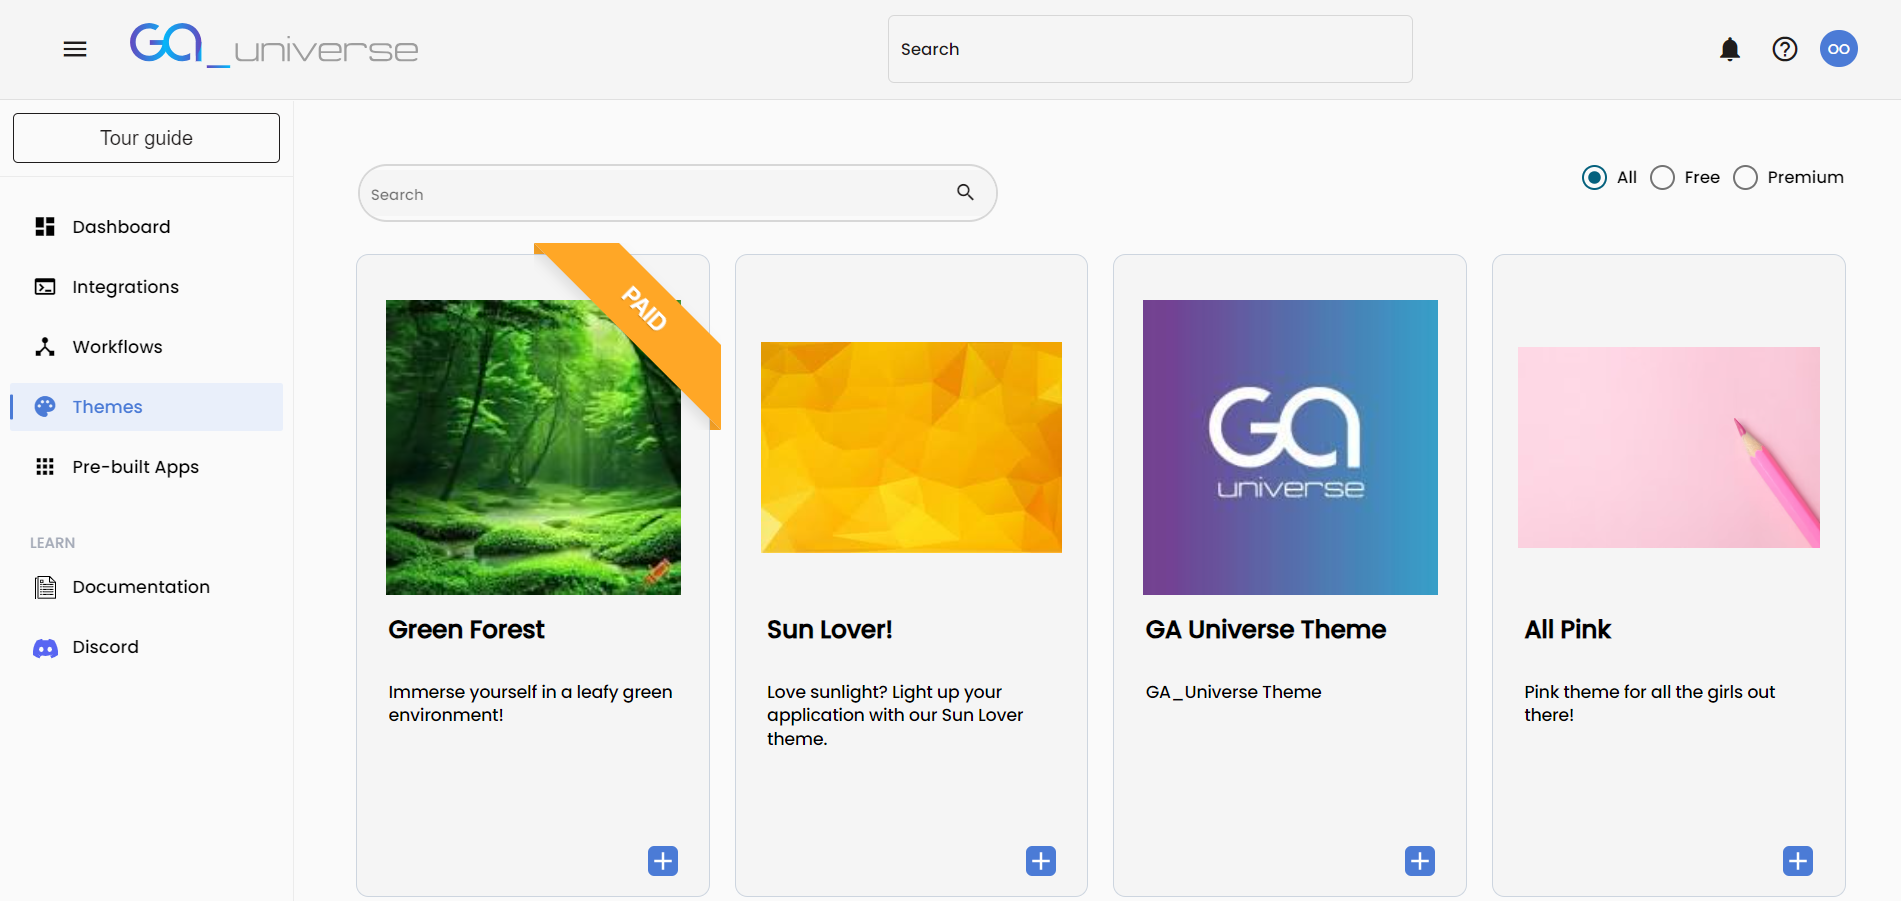 GA_universe
Search
OO
Tour guide
Dashboard
Integrations
Workflows
Themes
Pre-built Apps
LEARN
Documentation
Discord
Search
All
Free
Premium
PAID
Green Forest
Immerse yourself in a leafy green
environment!
Sun Lover!
Love sunlight? Light up your
application with our Sun Lover
theme.
GA
universe
GA Universe Theme
GA_Universe Theme
All Pink
Pink theme for all the girls out
there!